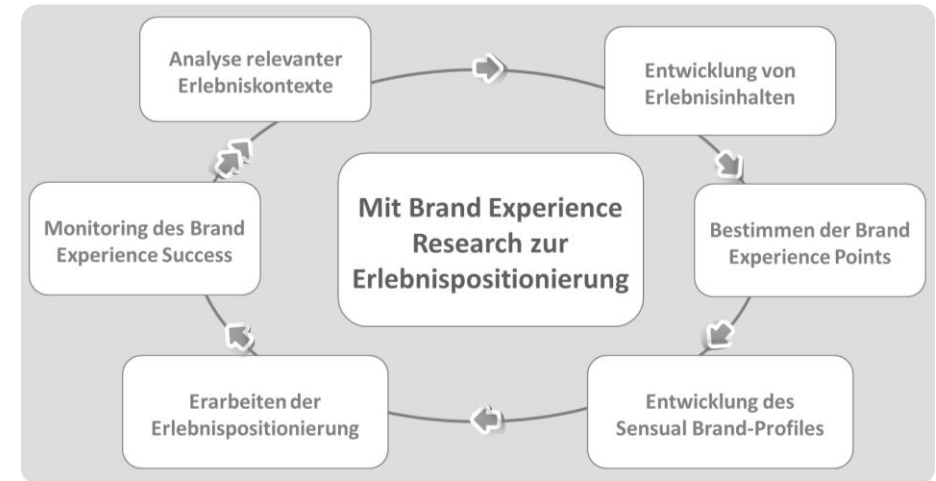 Analyse relevanter
Erlebniskontexte
Entwicklung von
Erlebnisinhalten
Mit Brand Experience
Research zur
Erlebnispositionierung
Monitoring des Brand
Experience Success
Bestimmen der Brand
Experience Points
Erarbeiten der
Erlebnispositionierung
Entwicklung des
Sensual Brand-Profiles